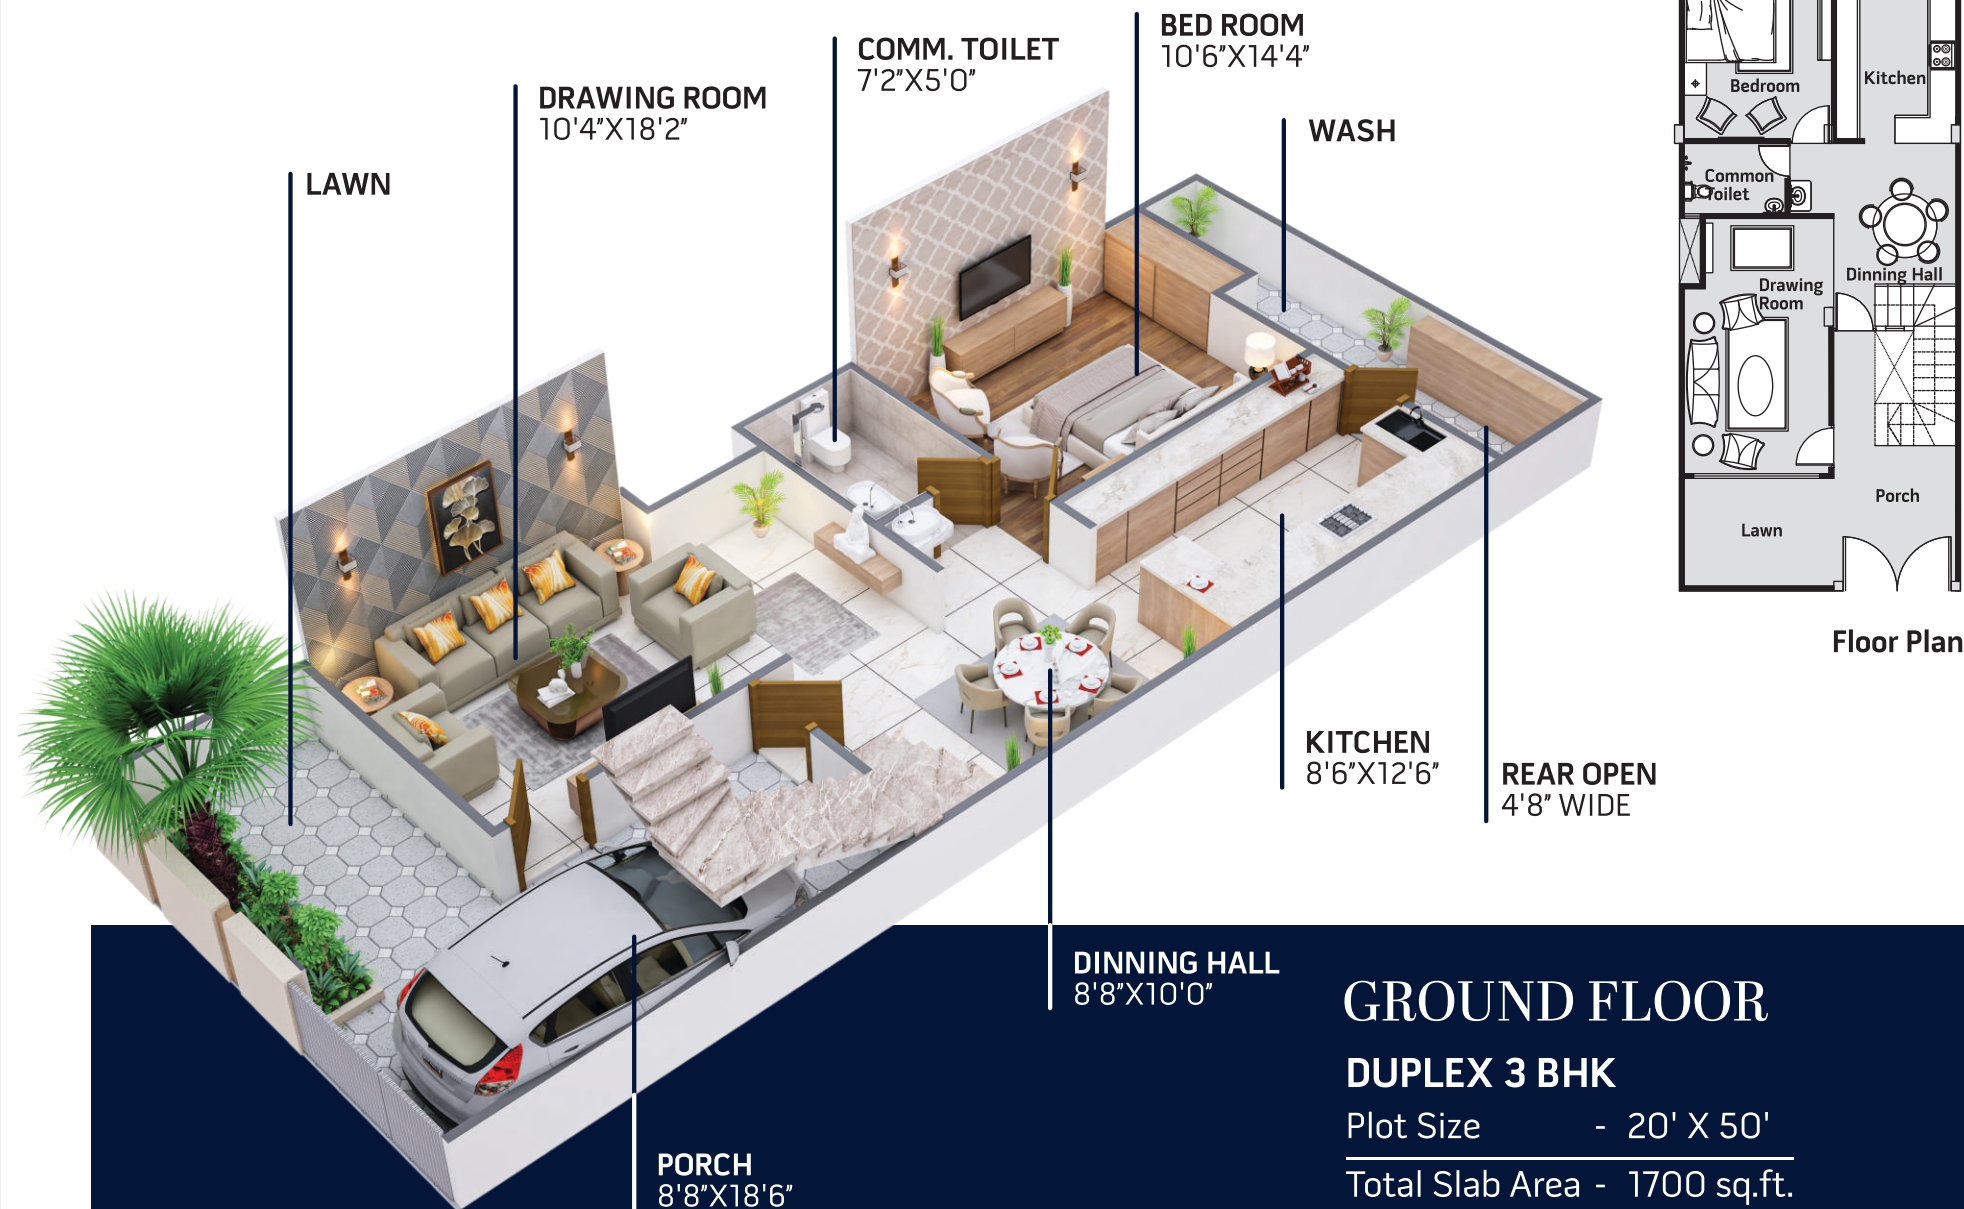 BED ROOM
10'6"X14'4"
COMM. TOILET
7'2"X5'0"
DRAWING ROOM
10'4"X18'2"
WASH
LAWN
Kitchen
Bedroom
Common
Toilet
Dinning Hall
Drawing
Room
Porch
Lawn
Floor Plan
KITCHEN
8'6"X12'6"
REAR OPEN
4'8" WIDE
DINNING HALL
8'8"X10'0"
PORCH
8'8"X18'6"
GROUND FLOOR
DUPLEX 3 BHK
Plot Size - 20' X 50'
Total Slab Area - 1700 sq.ft.